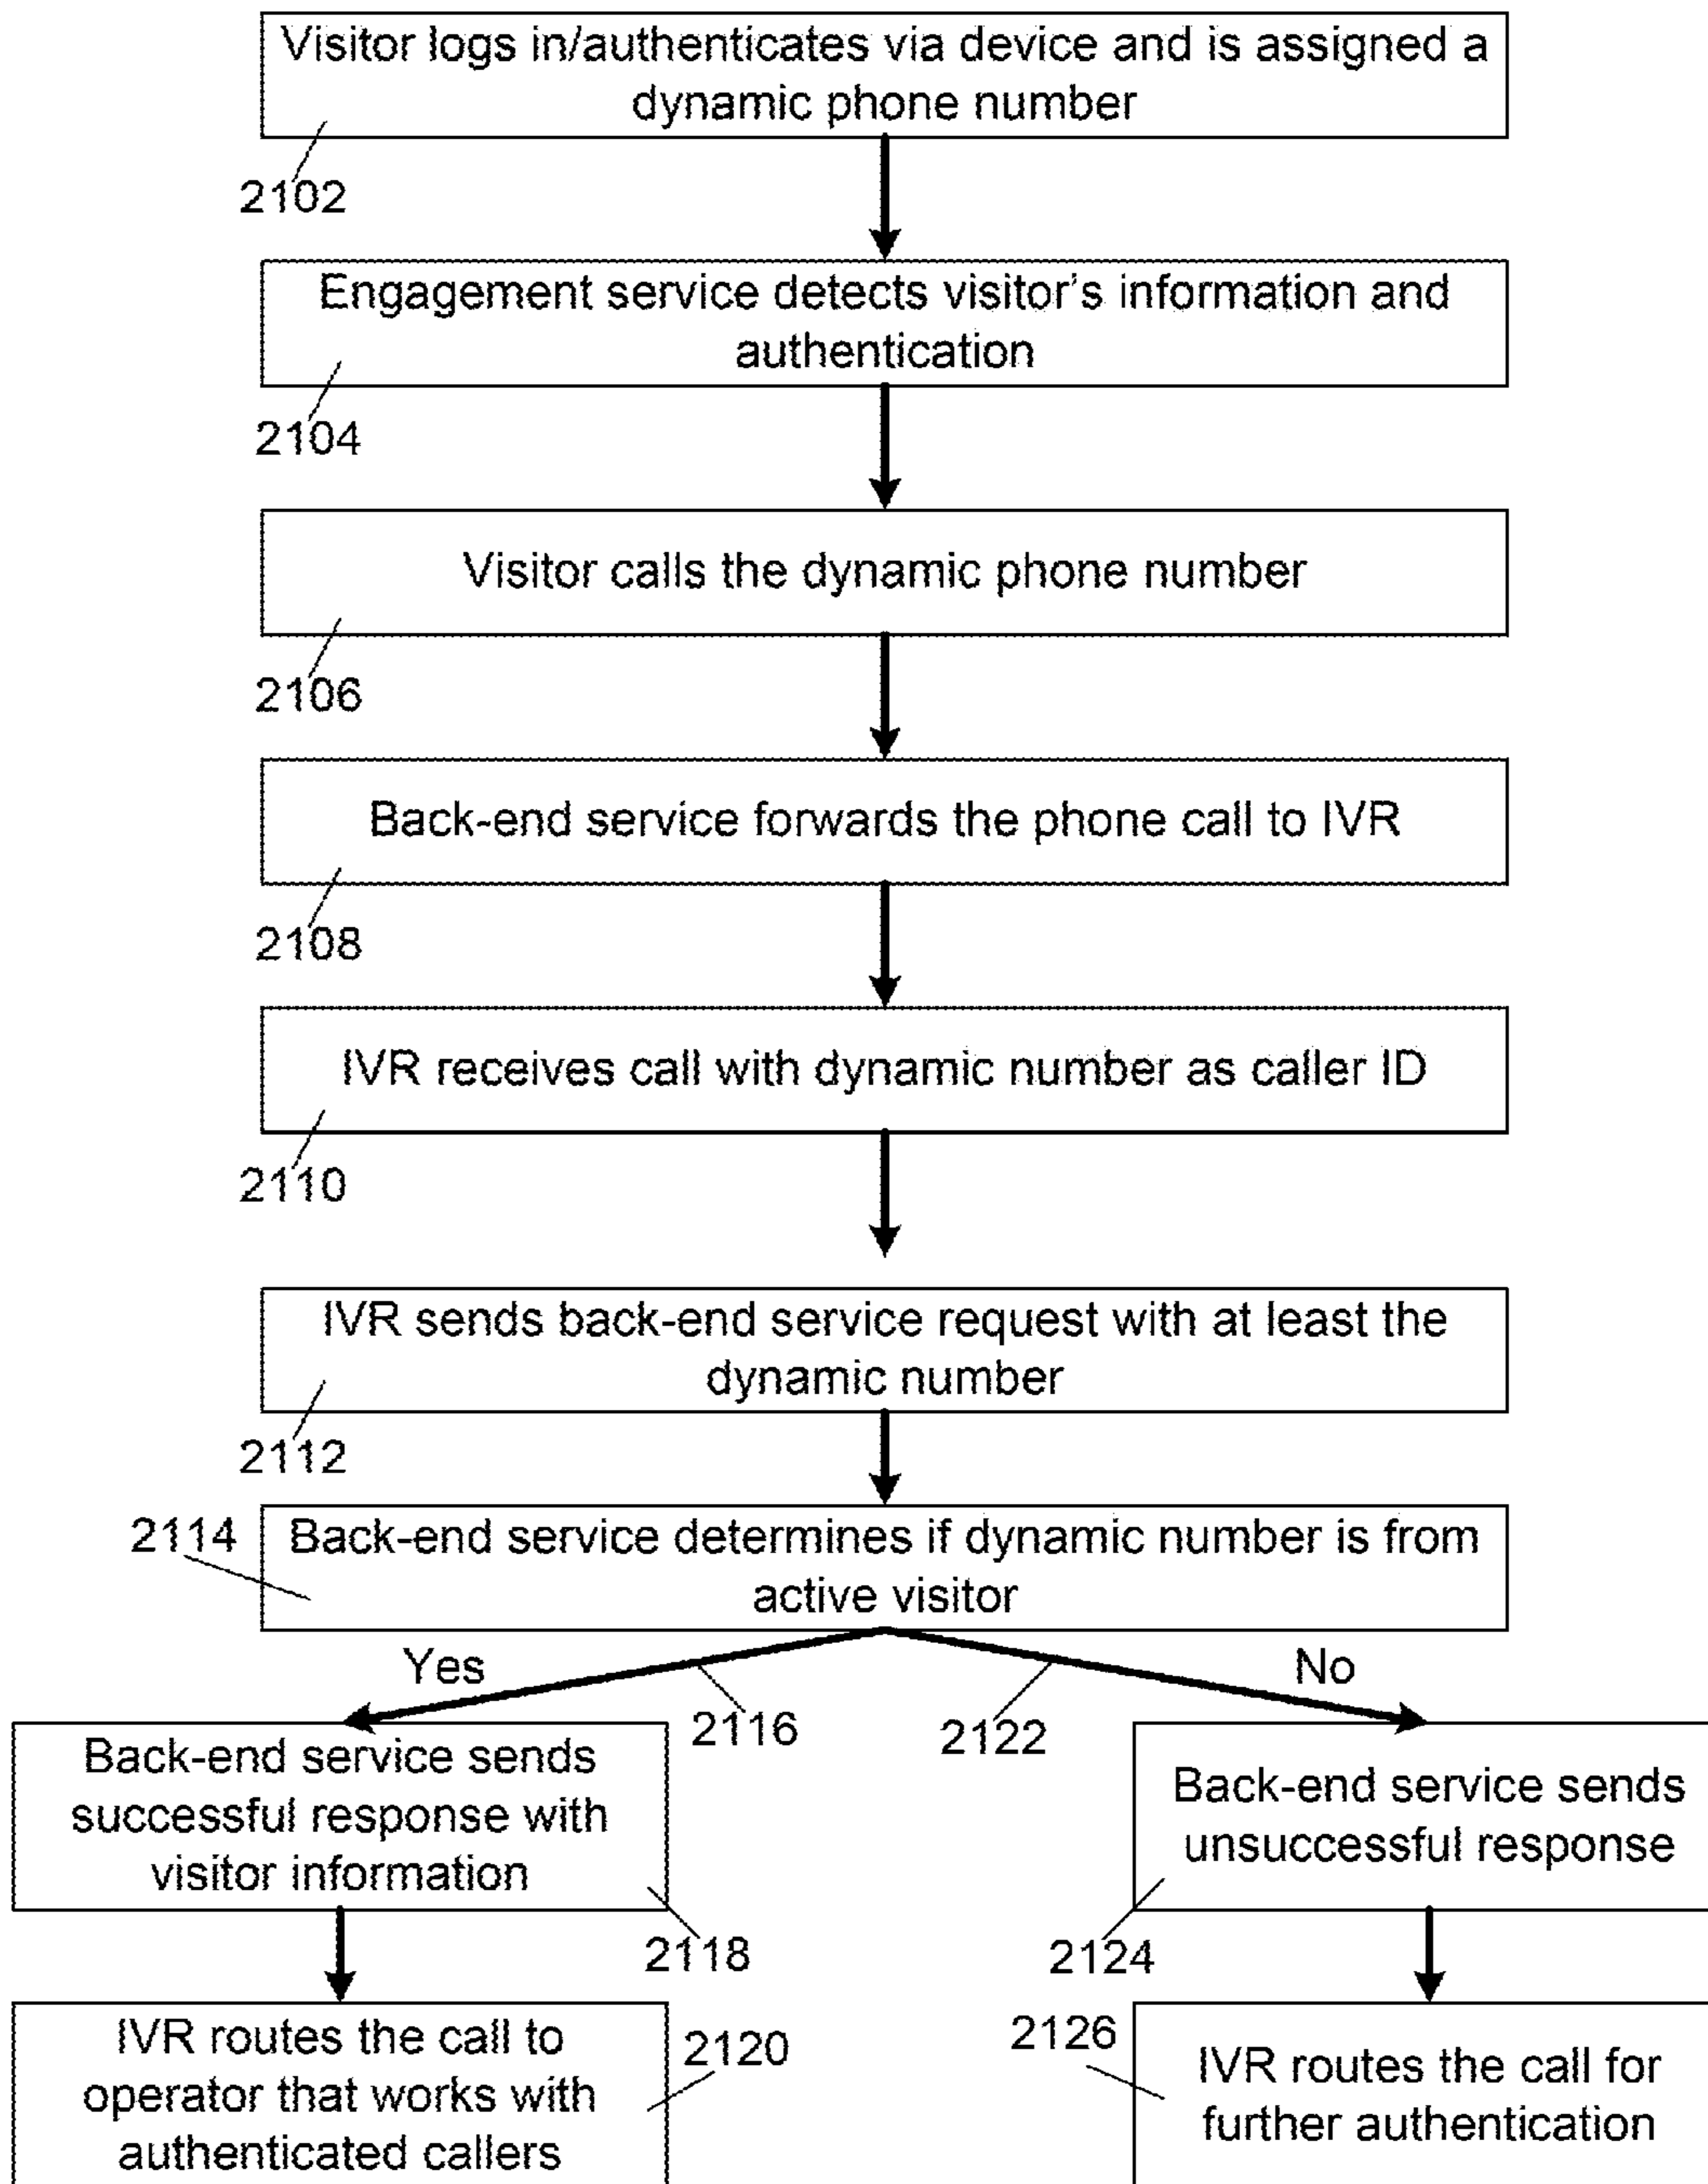 Visitor logs in/authenticates via device and is assigned a
dynamic phone number
2102
Engagement service detects visitor's information and
authentication
2104
Visitor calls the dynamic phone number
2106
Back-end service forwards the phone call to IVR
2108
IVR receives call with dynamic number as caller ID
2110
IVR sends back-end service request with at least the
dynamic number
2112
2114
Back-end service determines if dynamic number is from
active visitor
Yes
No
2116
2122
Back-end service sends
successful response with
visitor information
2118
Back-end service sends
unsuccessful response
2124
IVR routes the call to
operator that works with
authenticated callers
2120
2126
IVR routes the call for
further authentication